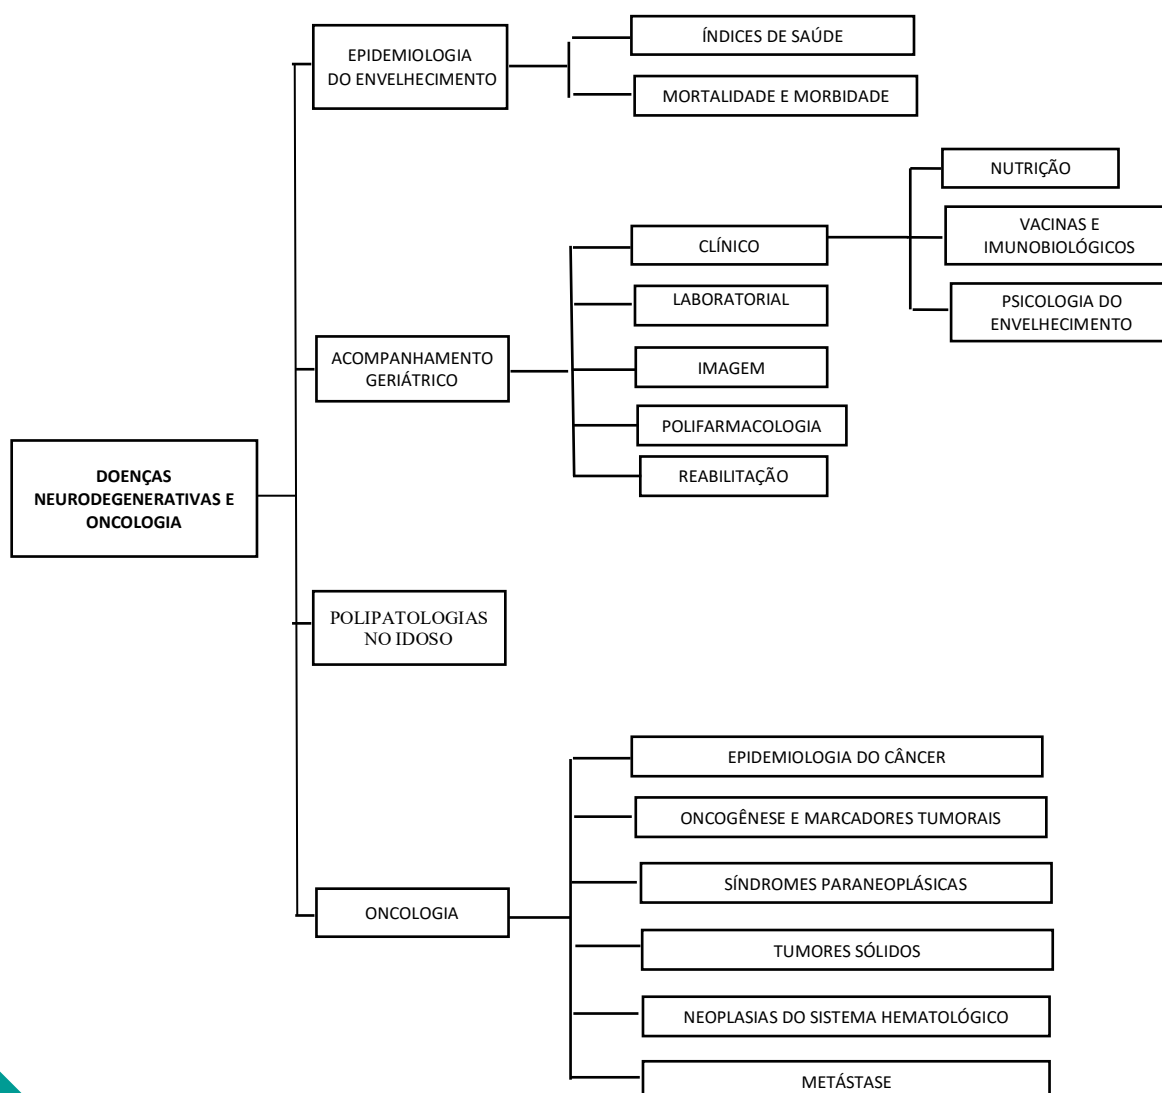 ÍNDICES DE SAÚDE
EPIDEMIOLOGIA
DO ENVELHECIMENTO
MORTALIDADE E MORBIDADE
NUTRIÇÃO
VACINAS E
IMUNOBIOLÓGICOS
CLÍNICO
PSICOLOGIA DO
ENVELHECIMENTO
LABORATORIAL
ACOMPANHAMENTO
GERIÁTRICO
IMAGEM
POLIFARMACOLOGIA
REABILITAÇÃO
DOENÇAS
NEURODEGENERATIVAS E
ONCOLOGIA
POLIPATOLOGIAS
NO IDOSO
EPIDEMIOLOGIA DO CÂNCER
ONCOGÊNESE E MARCADORES TUMORAIS
SÍNDROMES PARANEOPLÁSICAS
ONCOLOGIA
TUMORES SÓLIDOS
NEOPLASIAS DO SISTEMA HEMATOLÓGICO
METÁSTASE